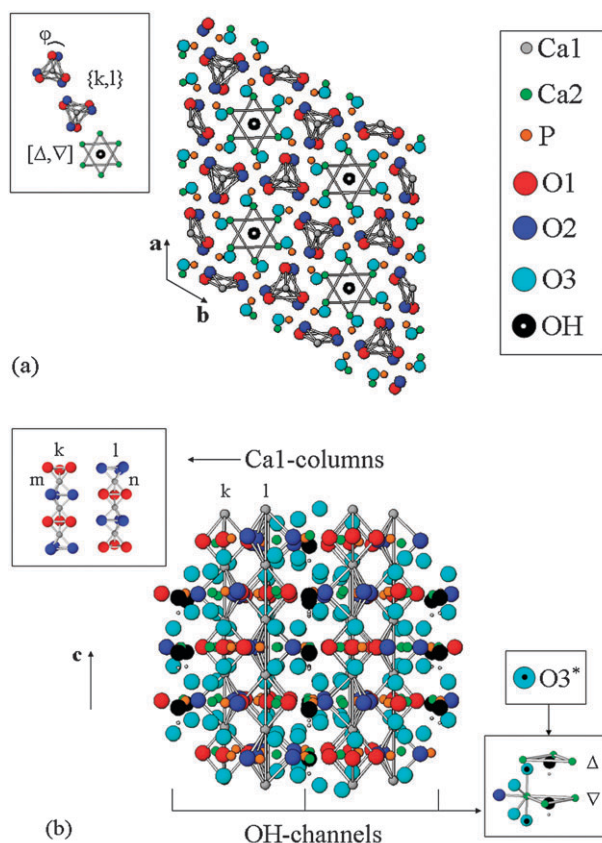 φ
{k,l}
[Δ,∇]
a
b
(a)
Ca1
Ca2
P
O1
O2
O3
OH
k l
m n
Ca1-columns
k l
c
O3*
Δ
∇
OH-channels
(b)